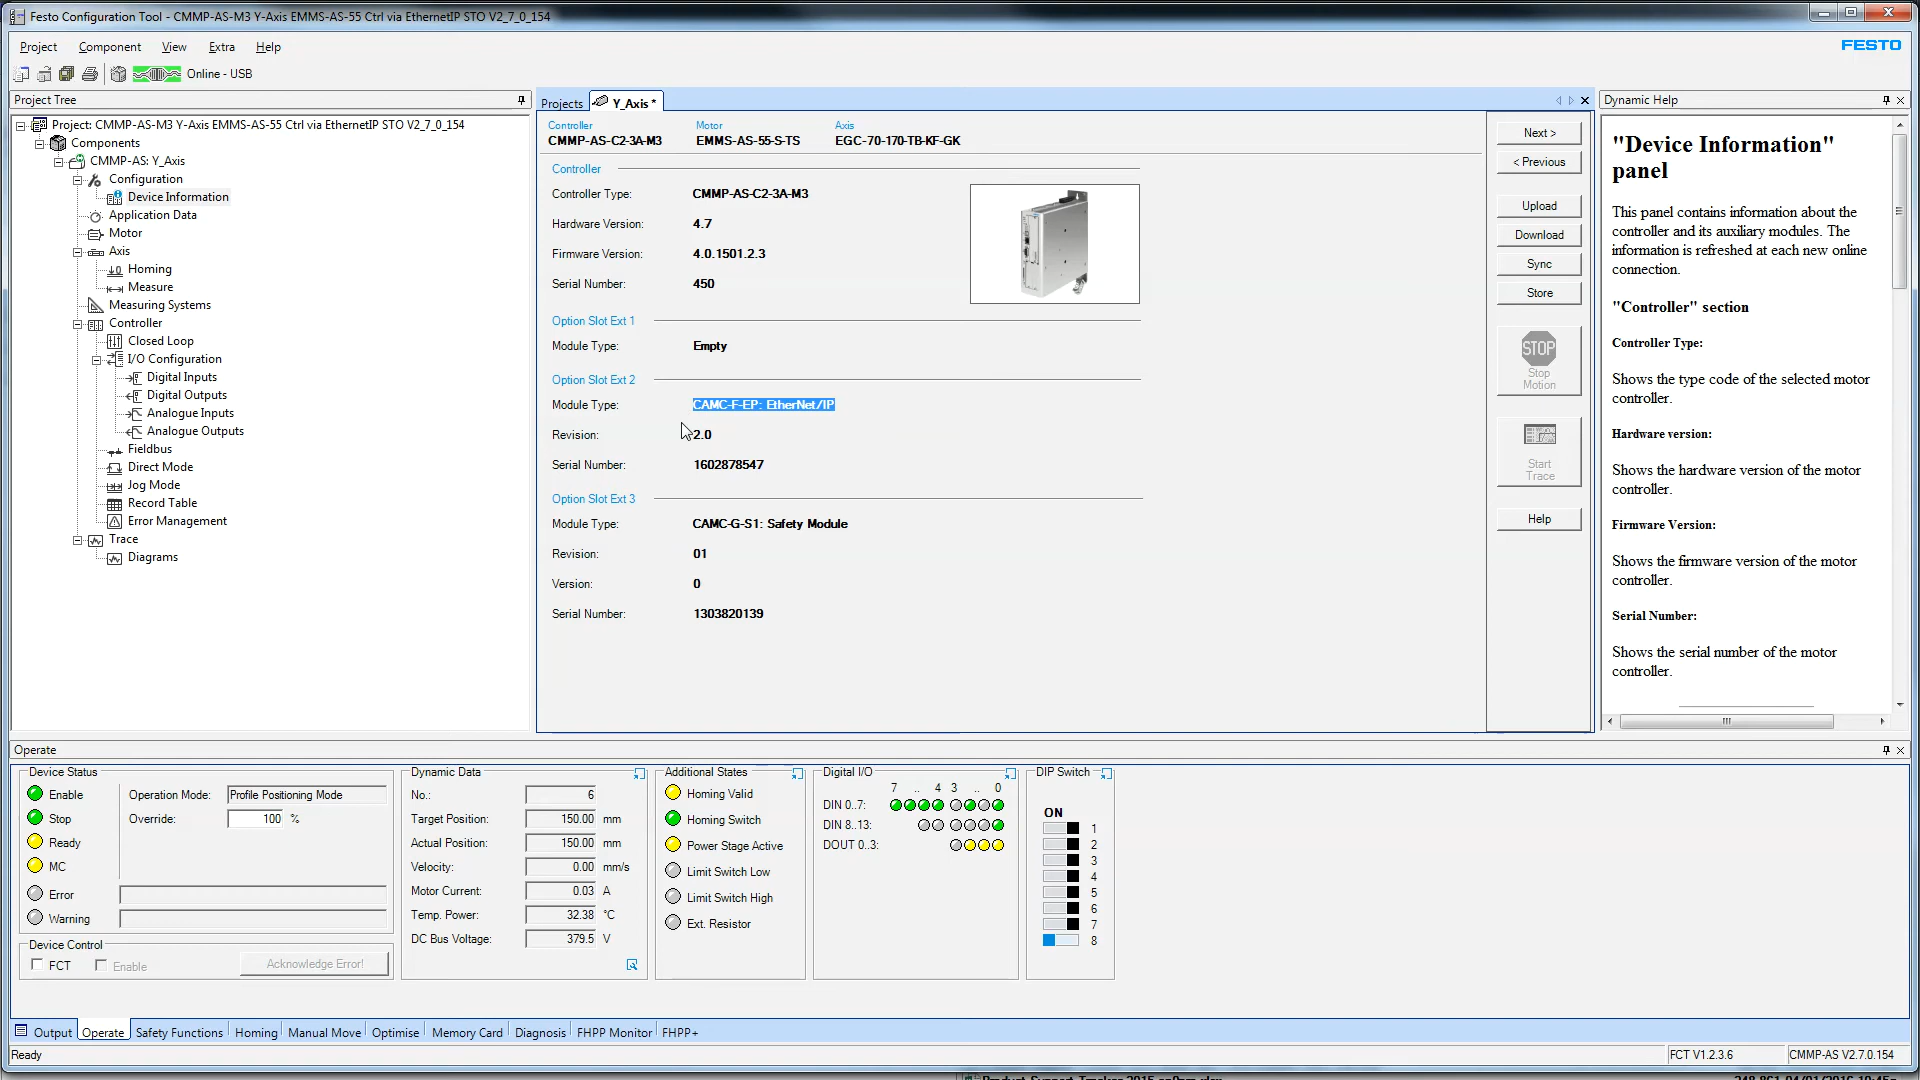 Festo Configuration Tool - CMMP-AS-M3 Y-Axis EMMS-AS-55 Ctrl via EthernetIP STO V2_7_0_154
Project Component View Extra Help
FESTO
Online - USB
Project Tree
Project: CMMP-AS-M3 Y-Axis EMMS-AS-55 Ctrl via EthernetIP STO V2_7_0_154
Components
CMMP-AS: Y_Axis
Configuration
Device Information
Application Data
Motor
Axis
Homing
Measure
Measuring Systems
Controller
Closed Loop
I/O Configuration
Digital Inputs
Digital Outputs
Analogue Inputs
Analogue Outputs
Fieldbus
Direct Mode
Jog Mode
Record Table
Error Management
Trace
Diagrams
Projects Y_Axis *
Controller Motor Axis
CMMP-AS-C2-3A-M3 EMMS-AS-55-S-TS EGC-70-170-TB-KF-GK
Controller
Controller Type: CMMP-AS-C2-3A-M3
Hardware Version: 4.7
Firmware Version: 4.0.1501.2.3
Serial Number: 450
Option Slot Ext 1
Module Type: Empty
Option Slot Ext 2
Module Type: CAMC-F-EP: EtherNet/IP
Revision: 2.0
Serial Number: 1602878547
Option Slot Ext 3
Module Type: CAMC-G-S1: Safety Module
Revision: 01
Version: 0
Serial Number: 1303820139
Next >
< Previous
Upload
Download
Sync
Store
STOP
Stop
Motion
Start
Trace
Help
Dynamic Help
"Device Information"
panel
This panel contains information about the
controller and its auxiliary modules. The
information is refreshed at each new online
connection.
"Controller" section
Controller Type:
Shows the type code of the selected motor
controller.
Hardware version:
Shows the hardware version of the motor
controller.
Firmware Version:
Shows the firmware version of the motor
controller.
Serial Number:
Shows the serial number of the motor
controller.
Operate
Device Status
Enable
Stop
Ready
MC
Error
Warning
Operation Mode: Profile Positioning Mode
Override: 100 %
Device Control
FCT Enable Acknowledge Error!
Dynamic Data
No.: 6
Target Position: 150.00 mm
Actual Position: 150.00 mm
Velocity: 0.00 mm/s
Motor Current: 0.03 A
Temp. Power: 32.38 °C
DC Bus Voltage: 379.5 V
Additional States
Homing Valid
Homing Switch
Power Stage Active
Limit Switch Low
Limit Switch High
Ext. Resistor
Digital I/O
7 .. 4 3 .. 0
DIN 0..7:
DIN 8..13:
DOUT 0..3:
DIP Switch
ON
1
2
3
4
5
6
7
8
Output Operate Safety Functions Homing Manual Move Optimise Memory Card Diagnosis FHPP Monitor FHPP+
Ready
FCT V1.2.3.6 CMMP-AS V2.7.0.154